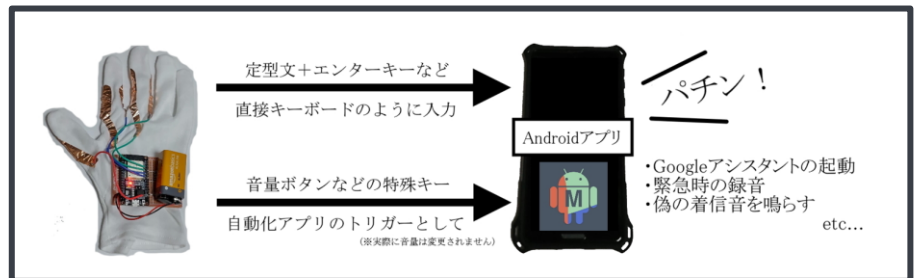 定型文＋エンターキーなど
直接キーボードのように入力
音量ボタンなどの特殊キー
自動化アプリのトリガーとして
(※実際に音量は変更されません)
Androidアプリ
M
パチン！
・Googleアシスタントの起動
・緊急時の録音
・偽の着信音を鳴らす
etc…